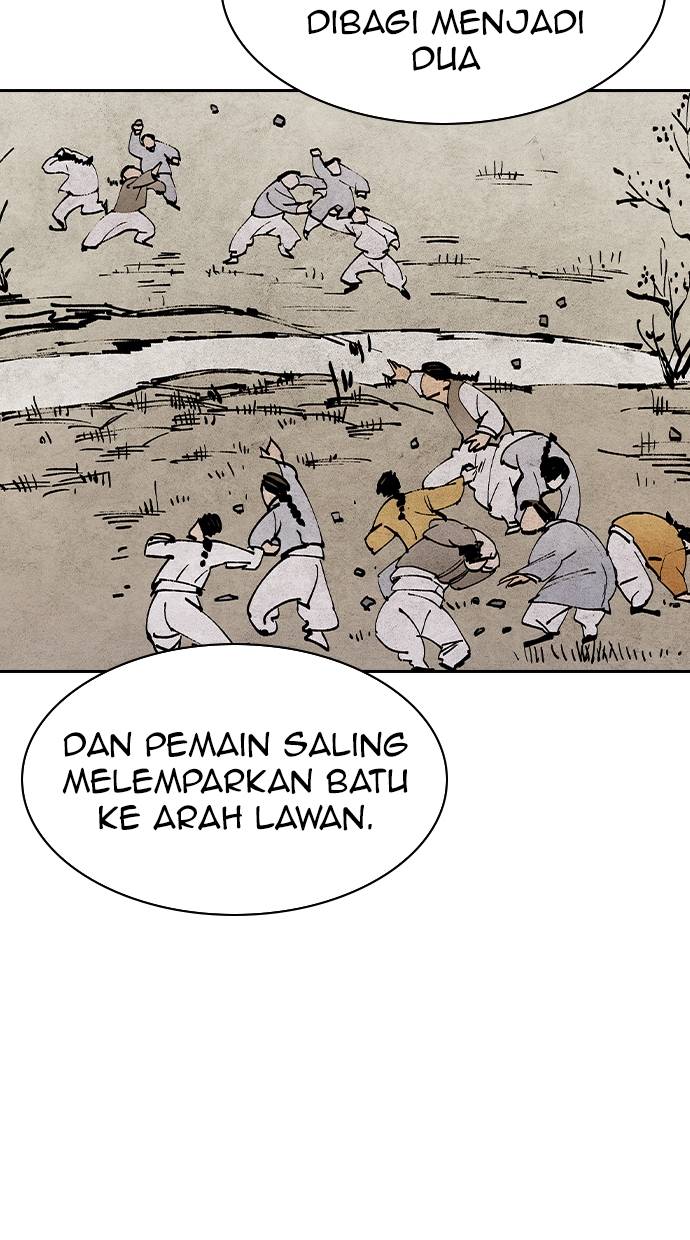 DIBAGI MENJADI
DUA
DAN PEMAIN SALING
MELEMPARKAN BATU
KE ARAH LAWAN.